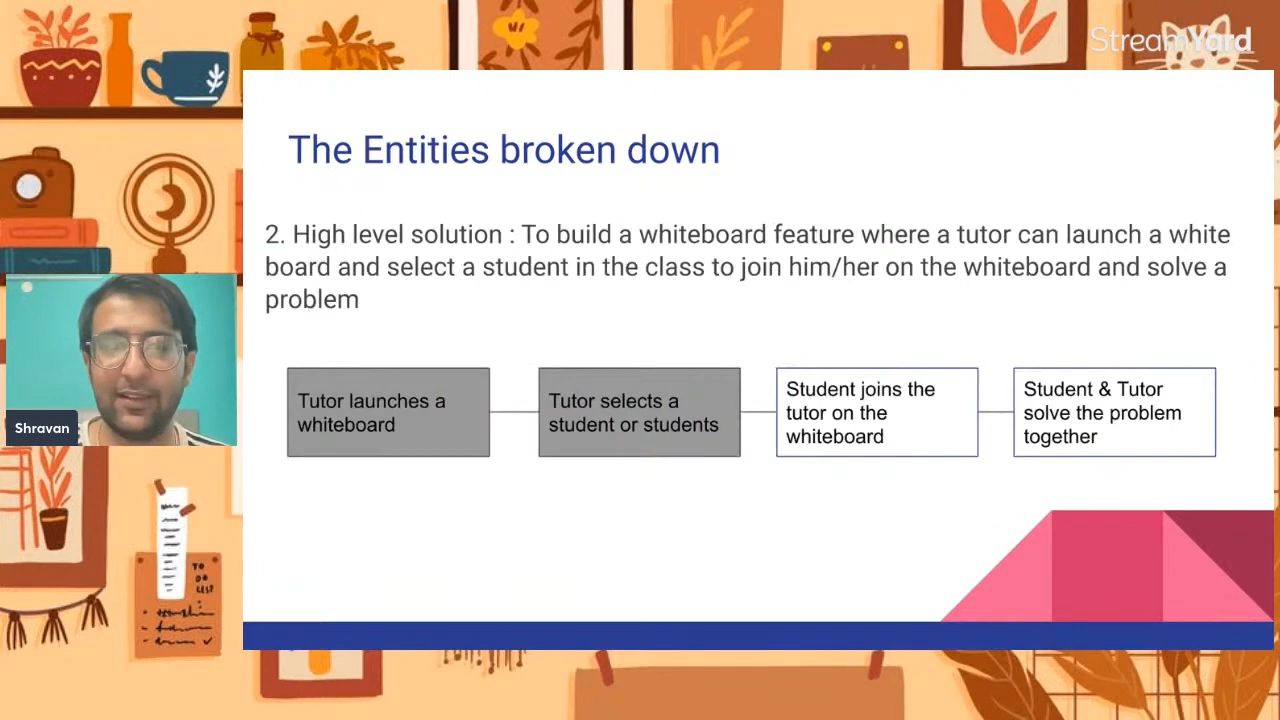 StreamYard
The Entities broken down
2. High level solution : To build a whiteboard feature where a tutor can launch a white
board and select a student in the class to join him/her on the whiteboard and solve a
problem
Tutor launches a
whiteboard
Tutor selects a
student or students
Student joins the
tutor on the
whiteboard
Student & Tutor
solve the problem
together
Shravan
TO
DO
LIST